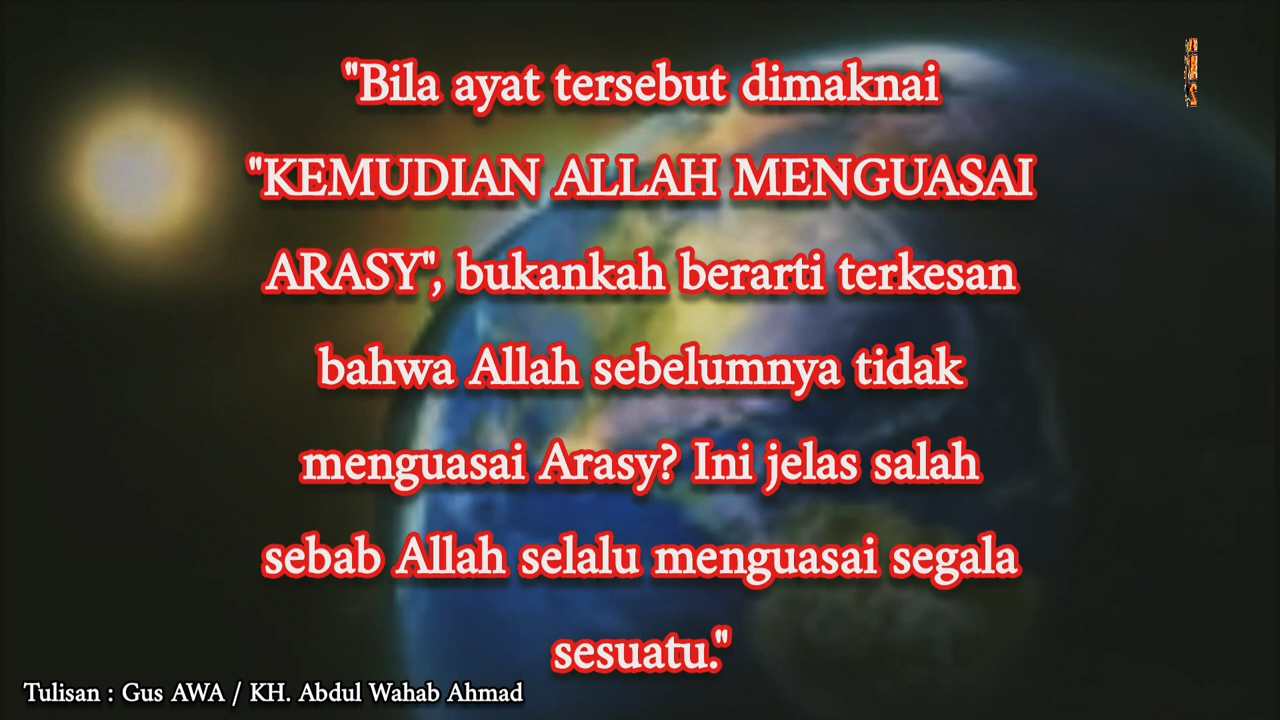 "Bila ayat tersebut dimaknai
"KEMUDIAN ALLAH MENGUASAI
ARASY", bukankah berarti terkesan
bahwa Allah sebelumnya tidak
menguasai Arasy? Ini jelas salah
sebab Allah selalu menguasai segala
sesuatu."
Tulisan : Gus AWA / KH. Abdul Wahab Ahmad